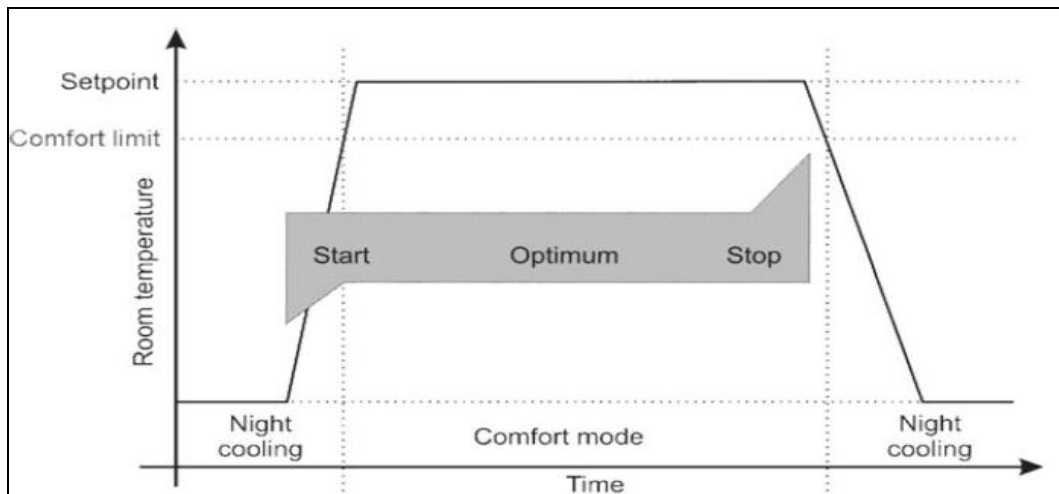 Setpoint
Comfort limit
Room temperature
Start
Optimum
Stop
Night
cooling
Comfort mode
Night
cooling
Time